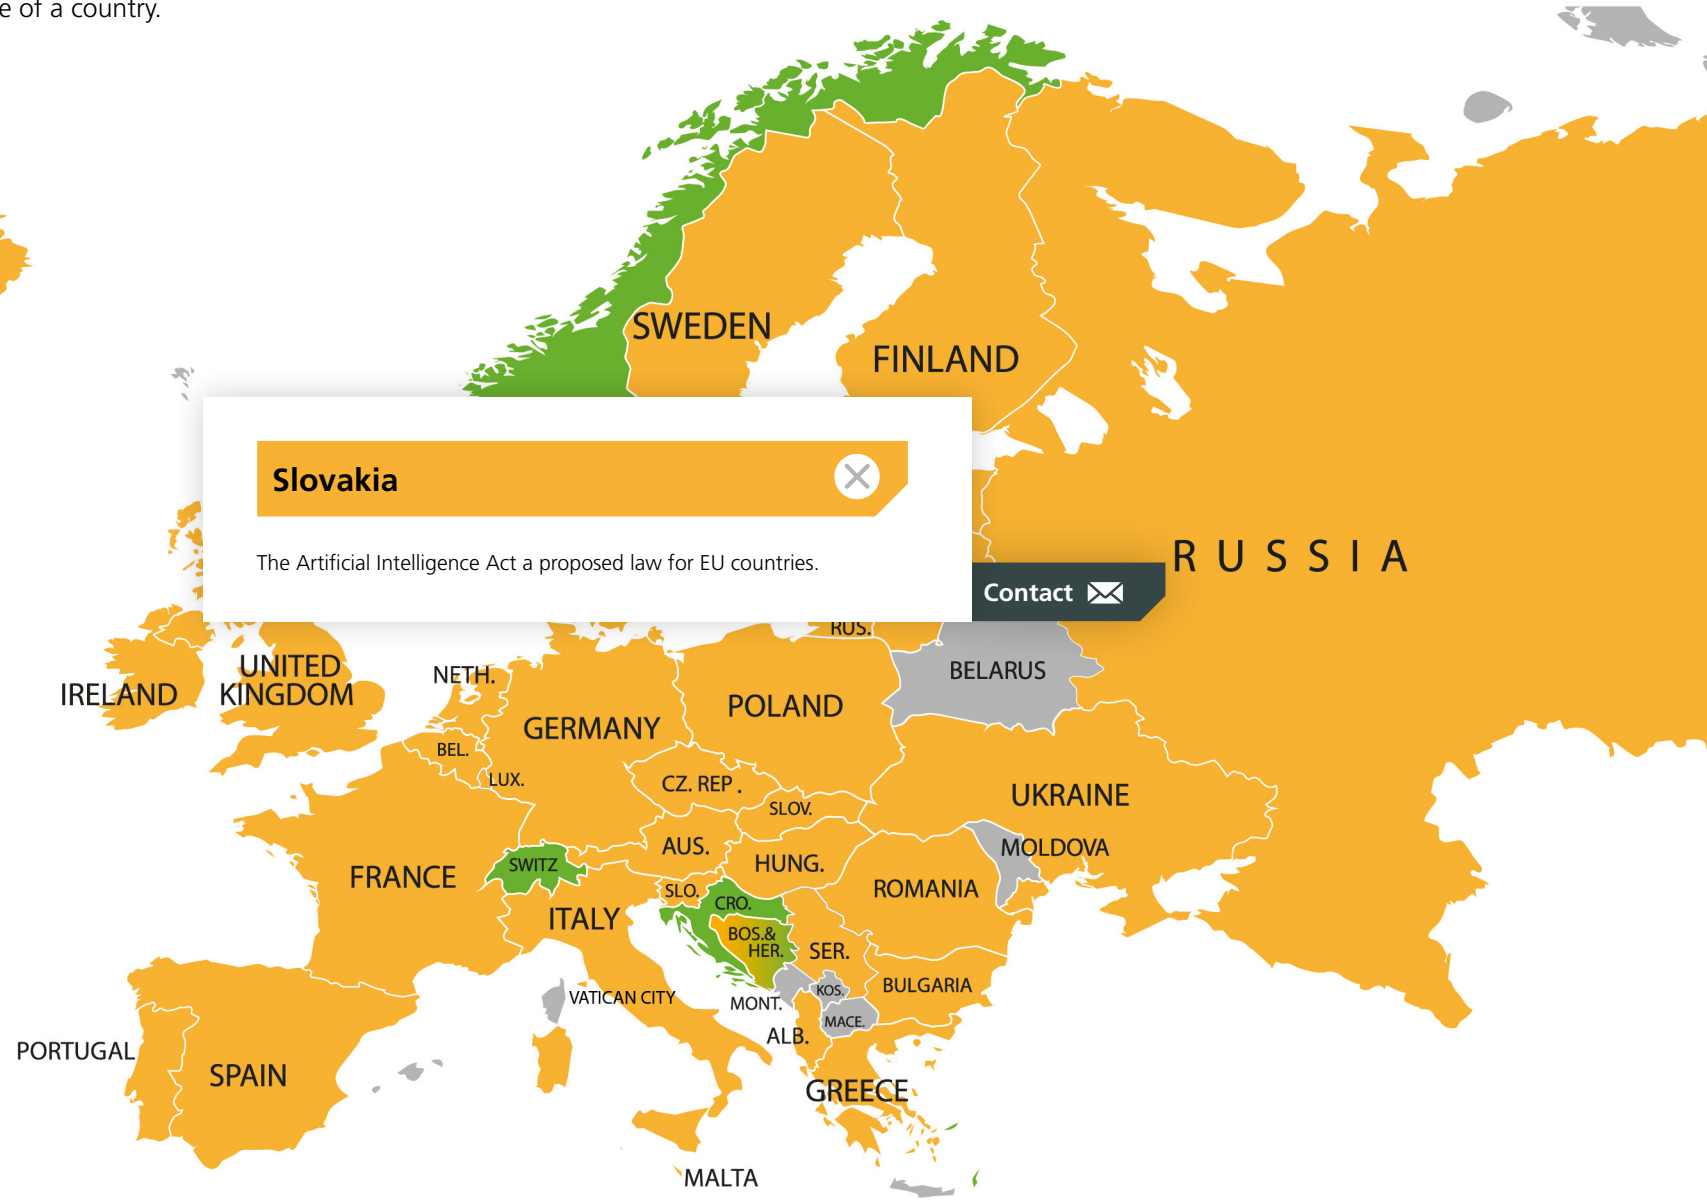 e of a country.
SWEDEN
FINLAND
Slovakia
The Artificial Intelligence Act a proposed law for EU countries.
Contact
RUSSIA
RUS.
UNITED
KINGDOM
IRELAND
NETH.
BELARUS
POLAND
GERMANY
BEL.
LUX.
CZ. REP.
SLOV.
UKRAINE
AUS.
HUNG.
MOLDOVA
FRANCE
SWITZ
ROMANIA
SLO.
CRO.
ITALY
BOS.&
HER.
SER.
BULGARIA
VATICAN CITY
MONT.
KOS.
MACE.
ALB.
PORTUGAL
SPAIN
GREECE
MALTA